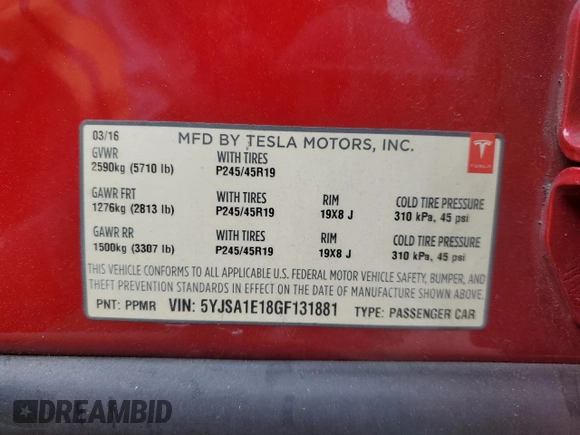 03/16 MFD BY TESLA MOTORS, INC.
TESLA
GVWR WITH TIRES
2590kg (5710 lb) P245/45R19
GAWR FRT WITH TIRES RIM COLD TIRE PRESSURE
1276kg (2813 lb) P245/45R19 19X8 J 310 kPa, 45 psi
GAWR RR WITH TIRES RIM COLD TIRE PRESSURE
1500kg (3307 lb) P245/45R19 19X8 J 310 kPa, 45 psi
THIS VEHICLE CONFORMS TO ALL APPLICABLE U.S. FEDERAL MOTOR VEHICLE SAFETY, BUMPER, AND
THEFT PREVENTION STANDARDS IN EFFECT ON THE DATE OF MANUFACTURE SHOWN ABOVE.
PNT: PPMR VIN: 5YJSA1E18GF131881 TYPE: PASSENGER CAR
DREAMBID